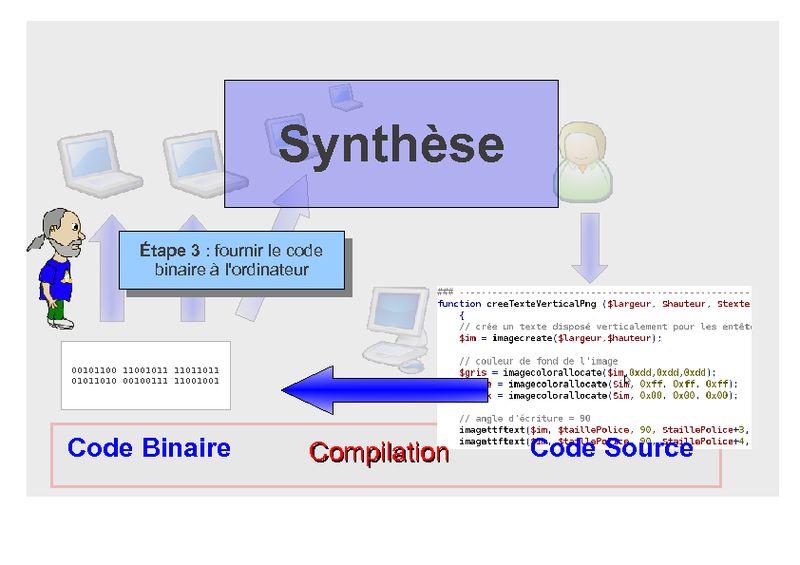 Synthèse
Étape 3 : fournir le code
binaire à l'ordinateur
### ------------------------------------------------
function creeTexteVerticalPng ($largeur, $hauteur, $texte
{
// crée un texte disposé verticalement pour les entêt
$im = imagecreate($largeur,$hauteur);
// couleur de fond de l'image
$gris = imagecolorallocate($im,0xdd,0xdd,0xdd);
= imagecolorallocate($im, 0xff, 0xff, 0xff);
= imagecolorallocate($im, 0x00, 0x00, 0x00);
// angle d'écriture = 90
imagettftext($im, $taillePolice, 90, $taillePolice+3,
imagettftext($im, $taillePolice, 90, $taillePolice+4,
00101100 11001011 11011011
01011010 00100111 11001001
Code Binaire
Compilation
Code Source